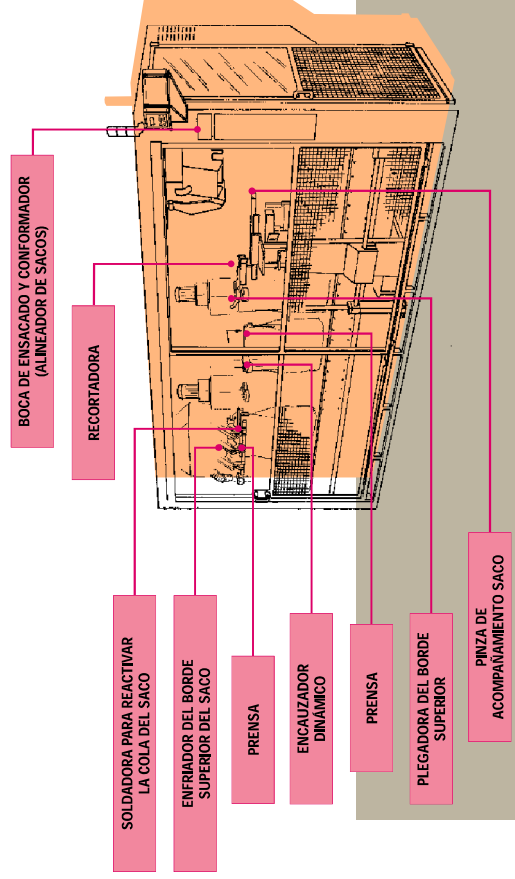 BOCA DE ENSACADO Y CONFORMADOR
(ALINEADOR DE SACOS)
RECORTADORA
SOLDADORA PARA REACTIVAR
LA COLA DEL SACO
ENFRIADOR DEL BORDE
SUPERIOR DEL SACO
PRENSA
ENCAUZADOR
DINÁMICO
PRENSA
PLEGADORA DEL BORDE
SUPERIOR
PINZA DE
ACOMPAÑAMIENTO SACO